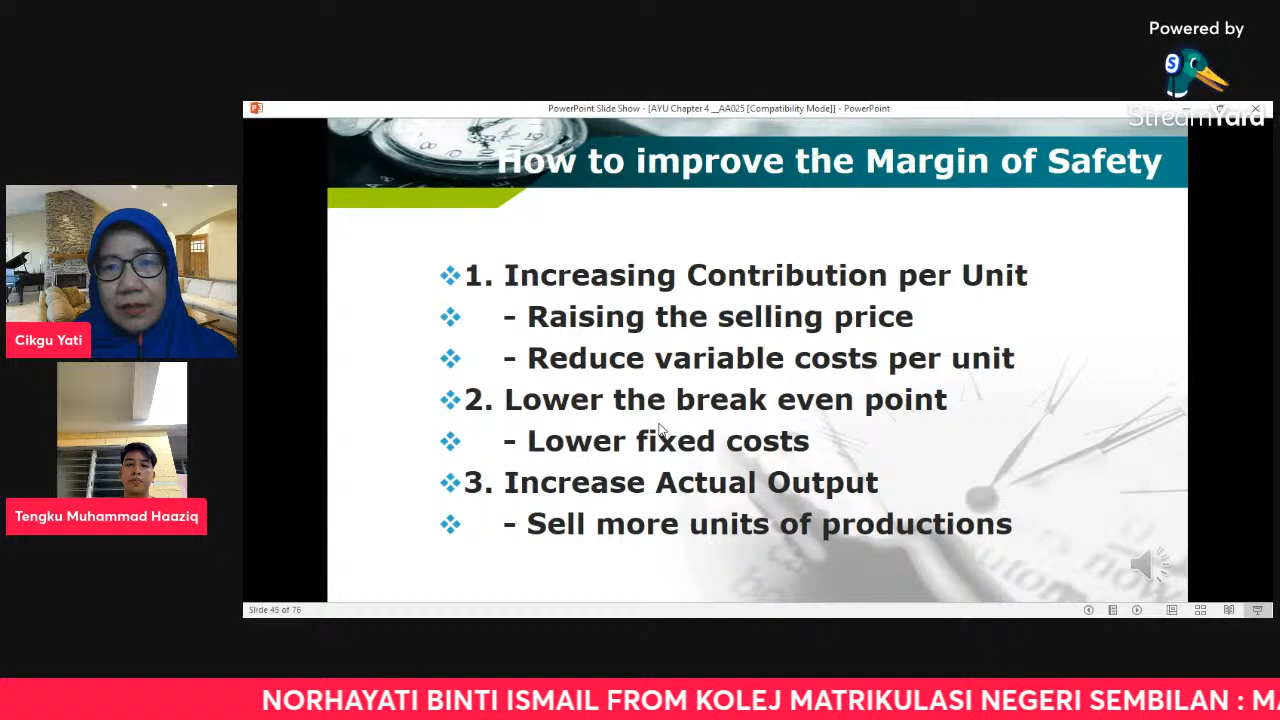 Powered by
S
StreamYard
PowerPoint Slide Show - [AYU Chapter 4 __AA025 [Compatibility Mode]] - PowerPoint
How to improve the Margin of Safety
1. Increasing Contribution per Unit
- Raising the selling price
- Reduce variable costs per unit
2. Lower the break even point
- Lower fixed costs
3. Increase Actual Output
- Sell more units of productions
Slide 45 of 76
Cikgu Yati
Tengku Muhammad Haaziq
NORHAYATI BINTI ISMAIL FROM KOLEJ MATRIKULASI NEGERI SEMBILAN : MA